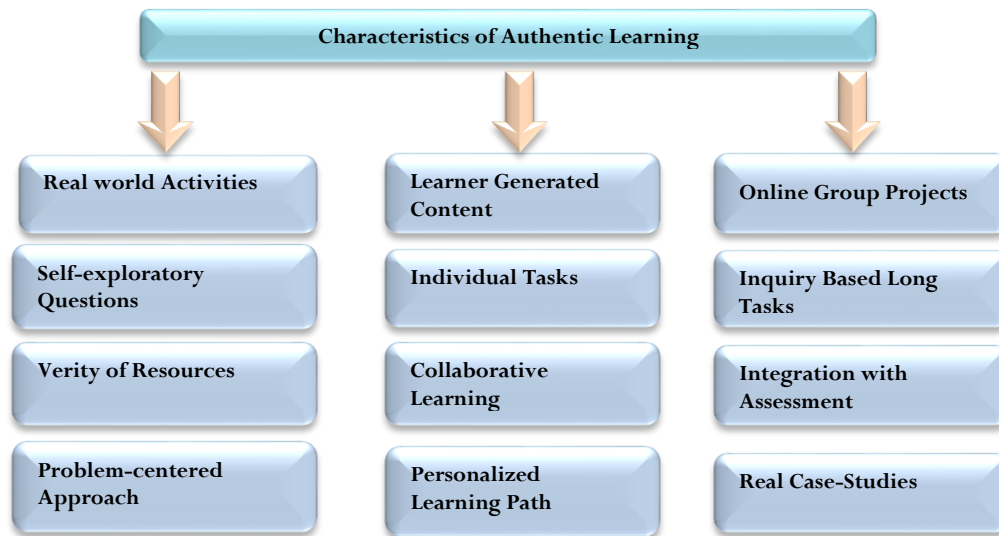 Characteristics of Authentic Learning
Real world Activities
Self-exploratory
Questions
Verity of Resources
Problem-centered
Approach
Learner Generated
Content
Individual Tasks
Collaborative
Learning
Personalized
Learning Path
Online Group Projects
Inquiry Based Long
Tasks
Integration with
Assessment
Real Case-Studies